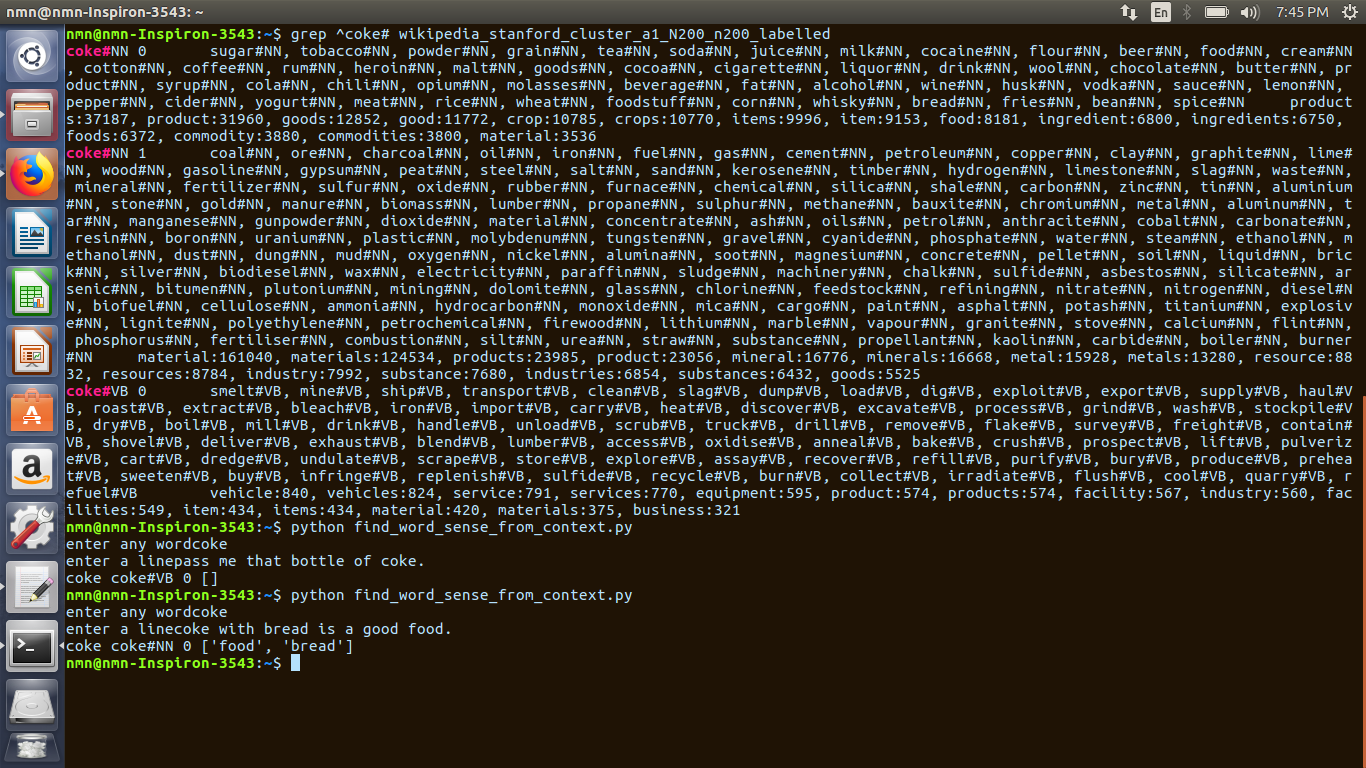 nmn@nmn-Inspiron-3543: ~
En
7:45 PM
nmn@nmn-Inspiron-3543:~$ grep ^coke# wikipedia_stanford_cluster_a1_N200_n200_labelled
coke#NN 0 sugar#NN, tobacco#NN, powder#NN, grain#NN, tea#NN, soda#NN, juice#NN, milk#NN, cocaine#NN, flour#NN, beer#NN, food#NN, cream#NN
, cotton#NN, coffee#NN, rum#NN, heroin#NN, malt#NN, goods#NN, cocoa#NN, cigarette#NN, liquor#NN, drink#NN, wool#NN, chocolate#NN, butter#NN, pr
oduct#NN, syrup#NN, cola#NN, chili#NN, opium#NN, molasses#NN, beverage#NN, fat#NN, alcohol#NN, wine#NN, husk#NN, vodka#NN, sauce#NN, lemon#NN, 
pepper#NN, cider#NN, yogurt#NN, meat#NN, rice#NN, wheat#NN, foodstuff#NN, corn#NN, whisky#NN, bread#NN, fries#NN, bean#NN, spice#NN product
s:37187, product:31960, goods:12852, good:11772, crop:10785, crops:10770, items:9996, item:9153, food:8181, ingredient:6800, ingredients:6750, 
foods:6372, commodity:3880, commodities:3800, material:3536
coke#NN 1 coal#NN, ore#NN, charcoal#NN, oil#NN, iron#NN, fuel#NN, gas#NN, cement#NN, petroleum#NN, copper#NN, clay#NN, graphite#NN, lime#
NN, wood#NN, gasoline#NN, gypsum#NN, peat#NN, steel#NN, salt#NN, sand#NN, kerosene#NN, timber#NN, hydrogen#NN, limestone#NN, slag#NN, waste#NN,
 mineral#NN, fertilizer#NN, sulfur#NN, oxide#NN, rubber#NN, furnace#NN, chemical#NN, silica#NN, shale#NN, carbon#NN, zinc#NN, tin#NN, aluminium
#NN, stone#NN, gold#NN, manure#NN, biomass#NN, lumber#NN, propane#NN, sulphur#NN, methane#NN, bauxite#NN, chromium#NN, metal#NN, aluminum#NN, t
ar#NN, manganese#NN, gunpowder#NN, dioxide#NN, material#NN, concentrate#NN, ash#NN, oils#NN, petrol#NN, anthracite#NN, cobalt#NN, carbonate#NN,
 resin#NN, boron#NN, uranium#NN, plastic#NN, molybdenum#NN, tungsten#NN, gravel#NN, cyanide#NN, phosphate#NN, water#NN, steam#NN, ethanol#NN, m
ethanol#NN, dust#NN, dung#NN, mud#NN, oxygen#NN, nickel#NN, alumina#NN, soot#NN, magnesium#NN, concrete#NN, pellet#NN, soil#NN, liquid#NN, bric
k#NN, silver#NN, biodiesel#NN, wax#NN, electricity#NN, paraffin#NN, sludge#NN, machinery#NN, chalk#NN, sulfide#NN, asbestos#NN, silicate#NN, ar
senic#NN, bitumen#NN, plutonium#NN, mining#NN, dolomite#NN, glass#NN, chlorine#NN, feedstock#NN, refining#NN, nitrate#NN, nitrogen#NN, diesel#N
N, biofuel#NN, cellulose#NN, ammonia#NN, hydrocarbon#NN, monoxide#NN, mica#NN, cargo#NN, paint#NN, asphalt#NN, potash#NN, titanium#NN, explosiv
e#NN, lignite#NN, polyethylene#NN, petrochemical#NN, firewood#NN, lithium#NN, marble#NN, vapour#NN, granite#NN, stove#NN, calcium#NN, flint#NN,
 phosphorus#NN, fertiliser#NN, combustion#NN, silt#NN, urea#NN, straw#NN, substance#NN, propellant#NN, kaolin#NN, carbide#NN, boiler#NN, burner
#NN material:161040, materials:124534, products:23985, product:23056, mineral:16776, minerals:16668, metal:15928, metals:13280, resource:88
32, resources:8784, industry:7992, substance:7680, industries:6854, substances:6432, goods:5525
coke#VB 0 smelt#VB, mine#VB, ship#VB, transport#VB, clean#VB, slag#VB, dump#VB, load#VB, dig#VB, exploit#VB, export#VB, supply#VB, haul#V
B, roast#VB, extract#VB, bleach#VB, iron#VB, import#VB, carry#VB, heat#VB, discover#VB, excavate#VB, process#VB, grind#VB, wash#VB, stockpile#V
B, dry#VB, boil#VB, mill#VB, drink#VB, handle#VB, unload#VB, scrub#VB, truck#VB, drill#VB, remove#VB, flake#VB, survey#VB, freight#VB, contain#
VB, shovel#VB, deliver#VB, exhaust#VB, blend#VB, lumber#VB, access#VB, oxidise#VB, anneal#VB, bake#VB, crush#VB, prospect#VB, lift#VB, pulveriz
e#VB, cart#VB, dredge#VB, undulate#VB, scrape#VB, store#VB, explore#VB, assay#VB, recover#VB, refill#VB, purify#VB, bury#VB, produce#VB, prehea
t#VB, sweeten#VB, buy#VB, infringe#VB, replenish#VB, sulfide#VB, recycle#VB, burn#VB, collect#VB, irradiate#VB, flush#VB, cool#VB, quarry#VB, r
efuel#VB vehicle:840, vehicles:824, service:791, services:770, equipment:595, product:574, products:574, facility:567, industry:560, fac
ilities:549, item:434, items:434, material:420, materials:375, business:321
nmn@nmn-Inspiron-3543:~$ python find_word_sense_from_context.py
enter any wordcoke
enter a linepass me that bottle of coke.
coke coke#VB 0 []
nmn@nmn-Inspiron-3543:~$ python find_word_sense_from_context.py
enter any wordcoke
enter a linecoke with bread is a good food.
coke coke#NN 0 ['food', 'bread']
nmn@nmn-Inspiron-3543:~$